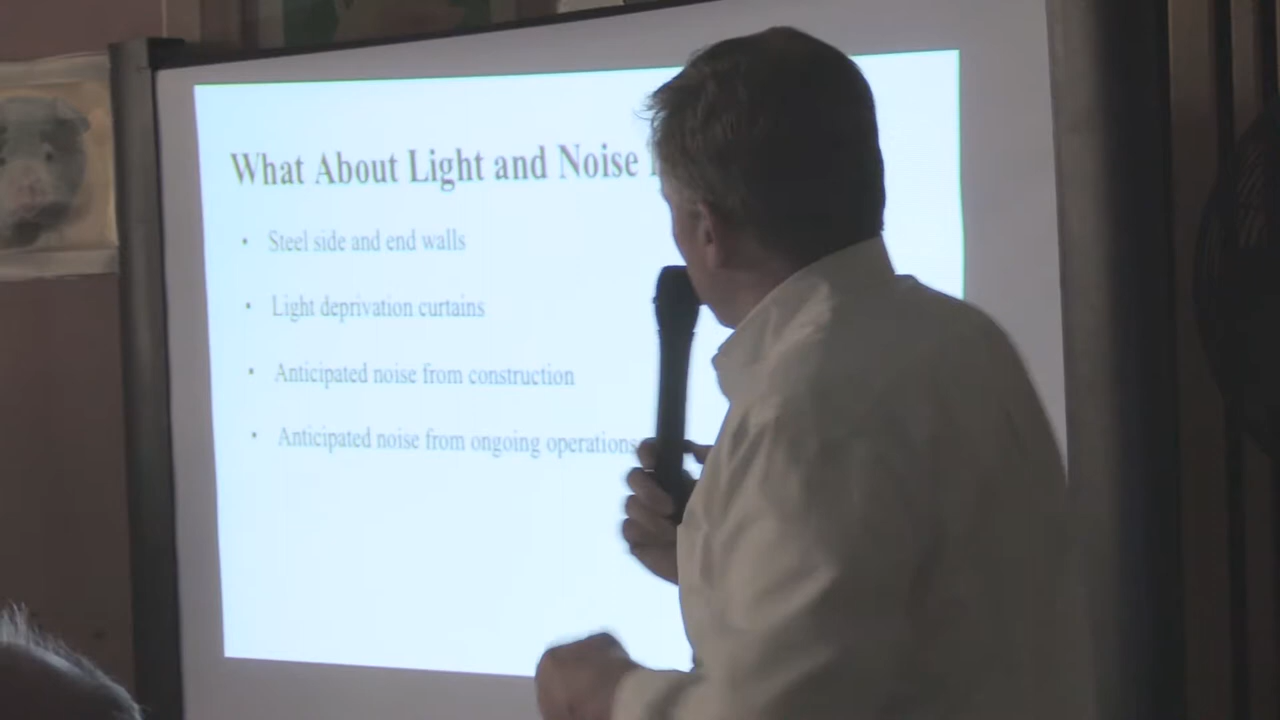 What About Light and Noise
• Steel side and end walls
• Light deprivation curtains
• Anticipated noise from construction
• Anticipated noise from ongoing operations